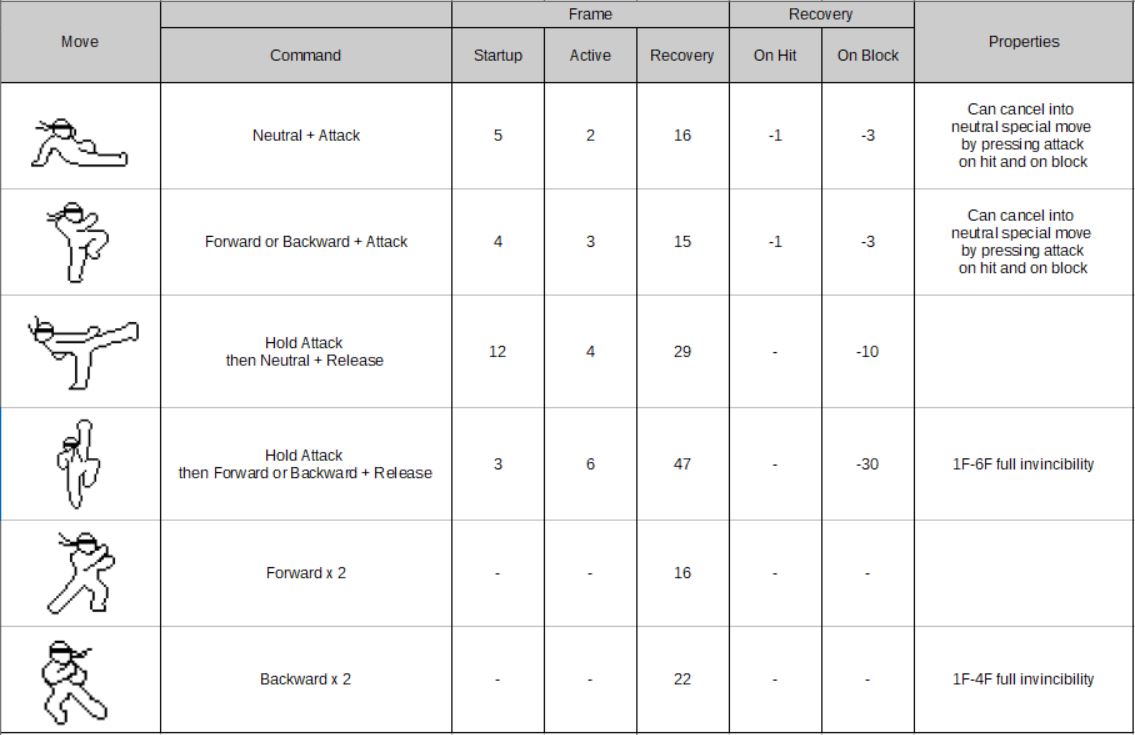 Frame
Recovery
Move
Command
Startup
Active
Recovery
On Hit
On Block
Properties
Neutral + Attack
5
2
16
-1
-3
Can cancel into
neutral special move
by pressing attack
on hit and on block
Forward or Backward + Attack
4
3
15
-1
-3
Can cancel into
neutral special move
by pressing attack
on hit and on block
Hold Attack
then Neutral + Release
12
4
29
-
-10
Hold Attack
then Forward or Backward + Release
3
6
47
-
-30
1F-6F full invincibility
Forward x 2
-
-
16
-
-
Backward x 2
-
-
22
-
-
1F-4F full invincibility